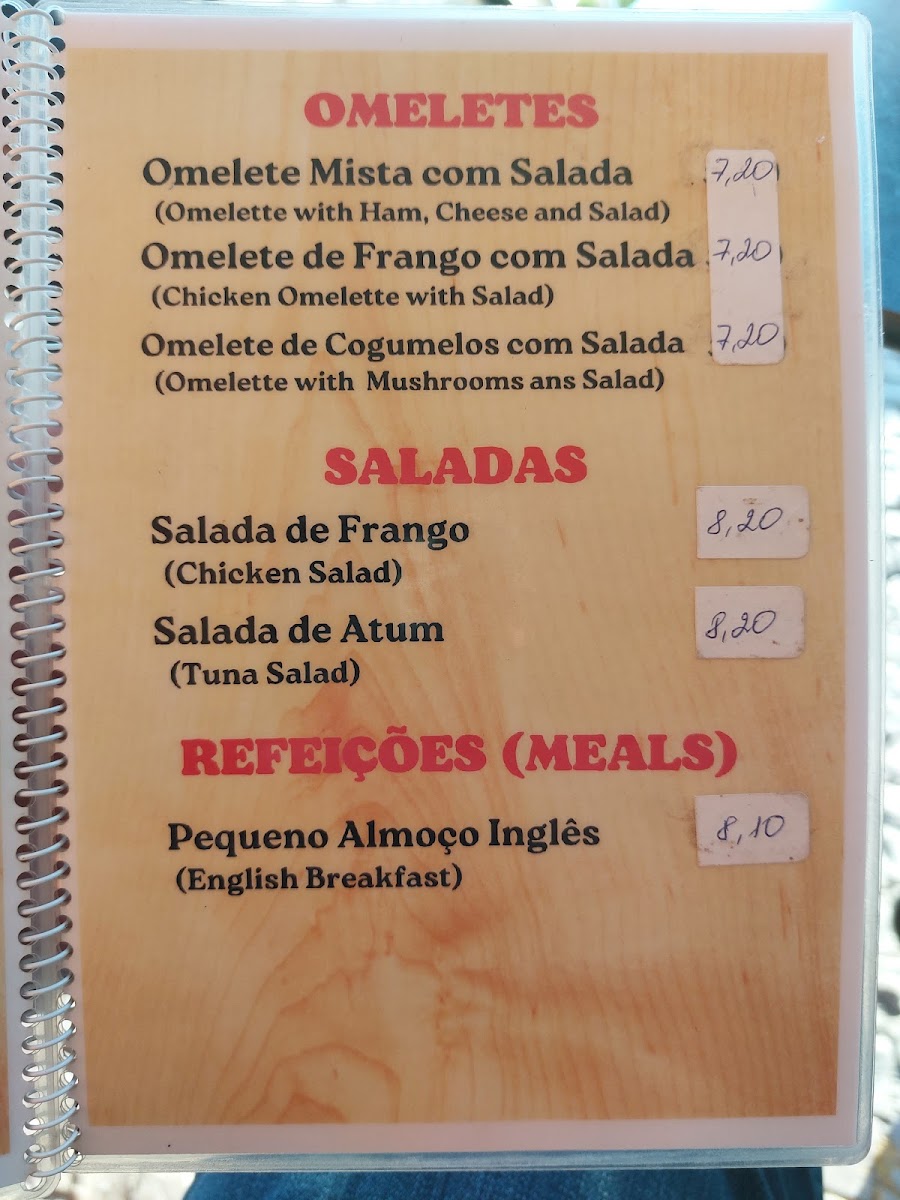 OMELETES
Omelete Mista com Salada 7,20
(Omelette with Ham, Cheese and Salad)
Omelete de Frango com Salada 7,20
(Chicken Omelette with Salad)
Omelete de Cogumelos com Salada 7,20
(Omelette with Mushrooms ans Salad)
SALADAS
Salada de Frango 8,20
(Chicken Salad)
Salada de Atum 8,20
(Tuna Salad)
REFEIÇÕES (MEALS)
Pequeno Almoço Inglês 8,10
(English Breakfast)